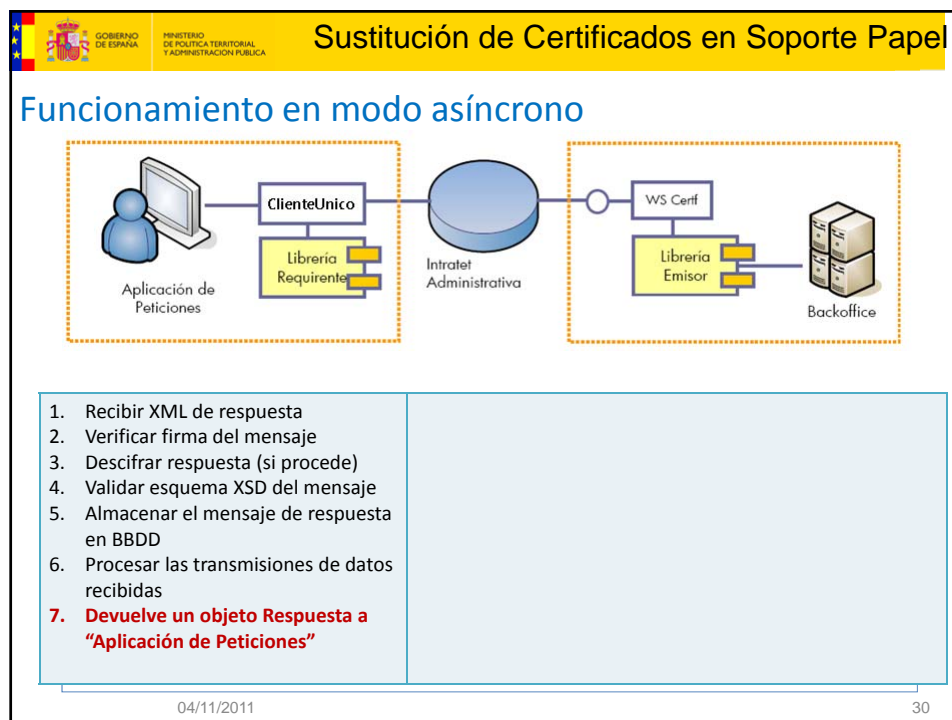 GOBIERNO
DE ESPAÑA
MINISTERIO
DE POLITICA TERRITORIAL
Y ADMINISTRACION PUBLICA
Sustitución de Certificados en Soporte Papel
Funcionamiento en modo asíncrono
ClienteUnico
Librería
Requirente
Aplicación de
Peticiones
Intratet
Administrativa
WS Certf
Librería
Emisor
Backoffice
1. Recibir XML de respuesta
2. Verificar firma del mensaje
3. Descifrar respuesta (si procede)
4. Validar esquema XSD del mensaje
5. Almacenar el mensaje de respuesta
en BBDD
6. Procesar las transmisiones de datos
recibidas
7. Devuelve un objeto Respuesta a
“Aplicación de Peticiones”
04/11/2011
30